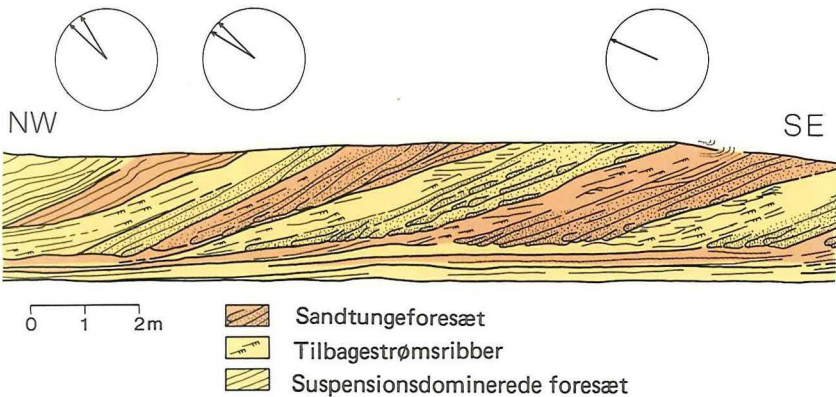 NW
SE
0 1 2m
Sandtungeforesæt
Tilbagestrømsribber
Suspensionsdominerede foresæt